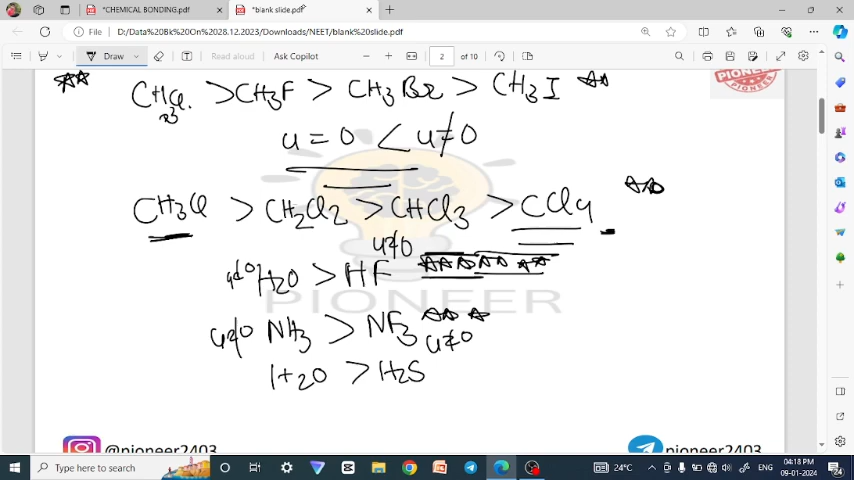 *CHEMICAL BONDING.pdf
*blank slide.pdf
File D:/Data%20Bk%20On%2028.12.2023/Downloads/NEET/blank%20slide.pdf
Draw Read aloud Ask Copilot 2 of 10
PIONEER
CH3Cl. > CH3F > CH3Br > CH3I
u = 0 < u ≠ 0
CH3Cl > CH2Cl2 > CHCl3 > CCl4
u≠0
u≠0 H2O > HF
PIONEER
u≠0 NH3 > NF3
u≠0
H2O > H2S
@pioneer2403 pioneer2403
Type here to search
24°C
ENG
04:18 PM
09-01-2024
24